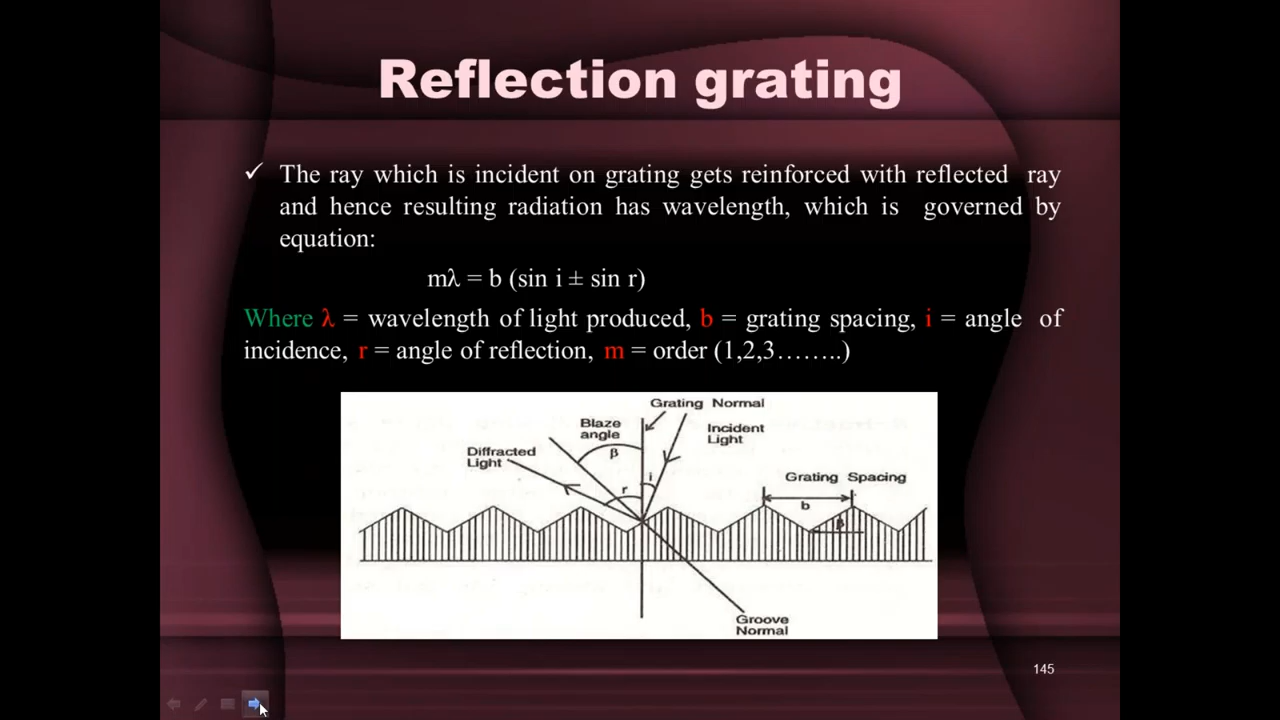 Reflection grating
✓ The ray which is incident on grating gets reinforced with reflected ray
and hence resulting radiation has wavelength, which is governed by
equation:
mλ = b (sin i ± sin r)
Where λ = wavelength of light produced, b = grating spacing, i = angle of
incidence, r = angle of reflection, m = order (1,2,3……..)
Grating Normal
Blaze
angle
β
Incident
Light
Diffracted
Light
r
i
Grating Spacing
b
β
Groove
Normal
145